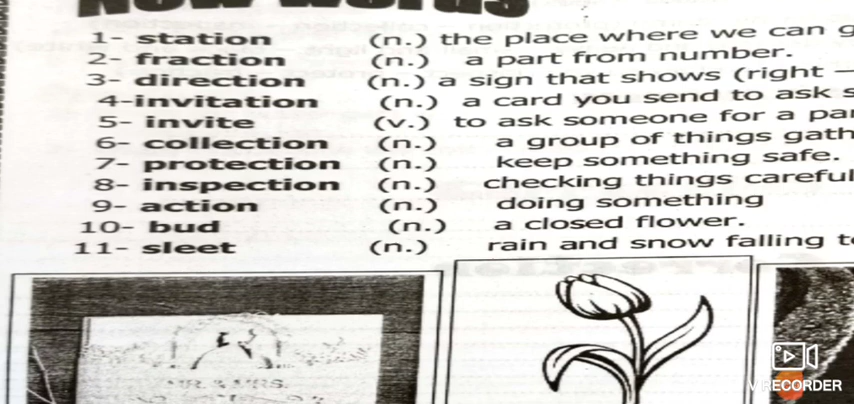 New Words
1- station (n.) the place where we can g
2- fraction (n.) a part from number.
3- direction (n.) a sign that shows (right –
4-invitation (n.) a card you send to ask s
5- invite (v.) to ask someone for a par
6- collection (n.) a group of things gath
7- protection (n.) keep something safe.
8- inspection (n.) checking things careful
9- action (n.) doing something
10- bud (n.) a closed flower.
11- sleet (n.) rain and snow falling to
MR. & MRS.
V RECORDER